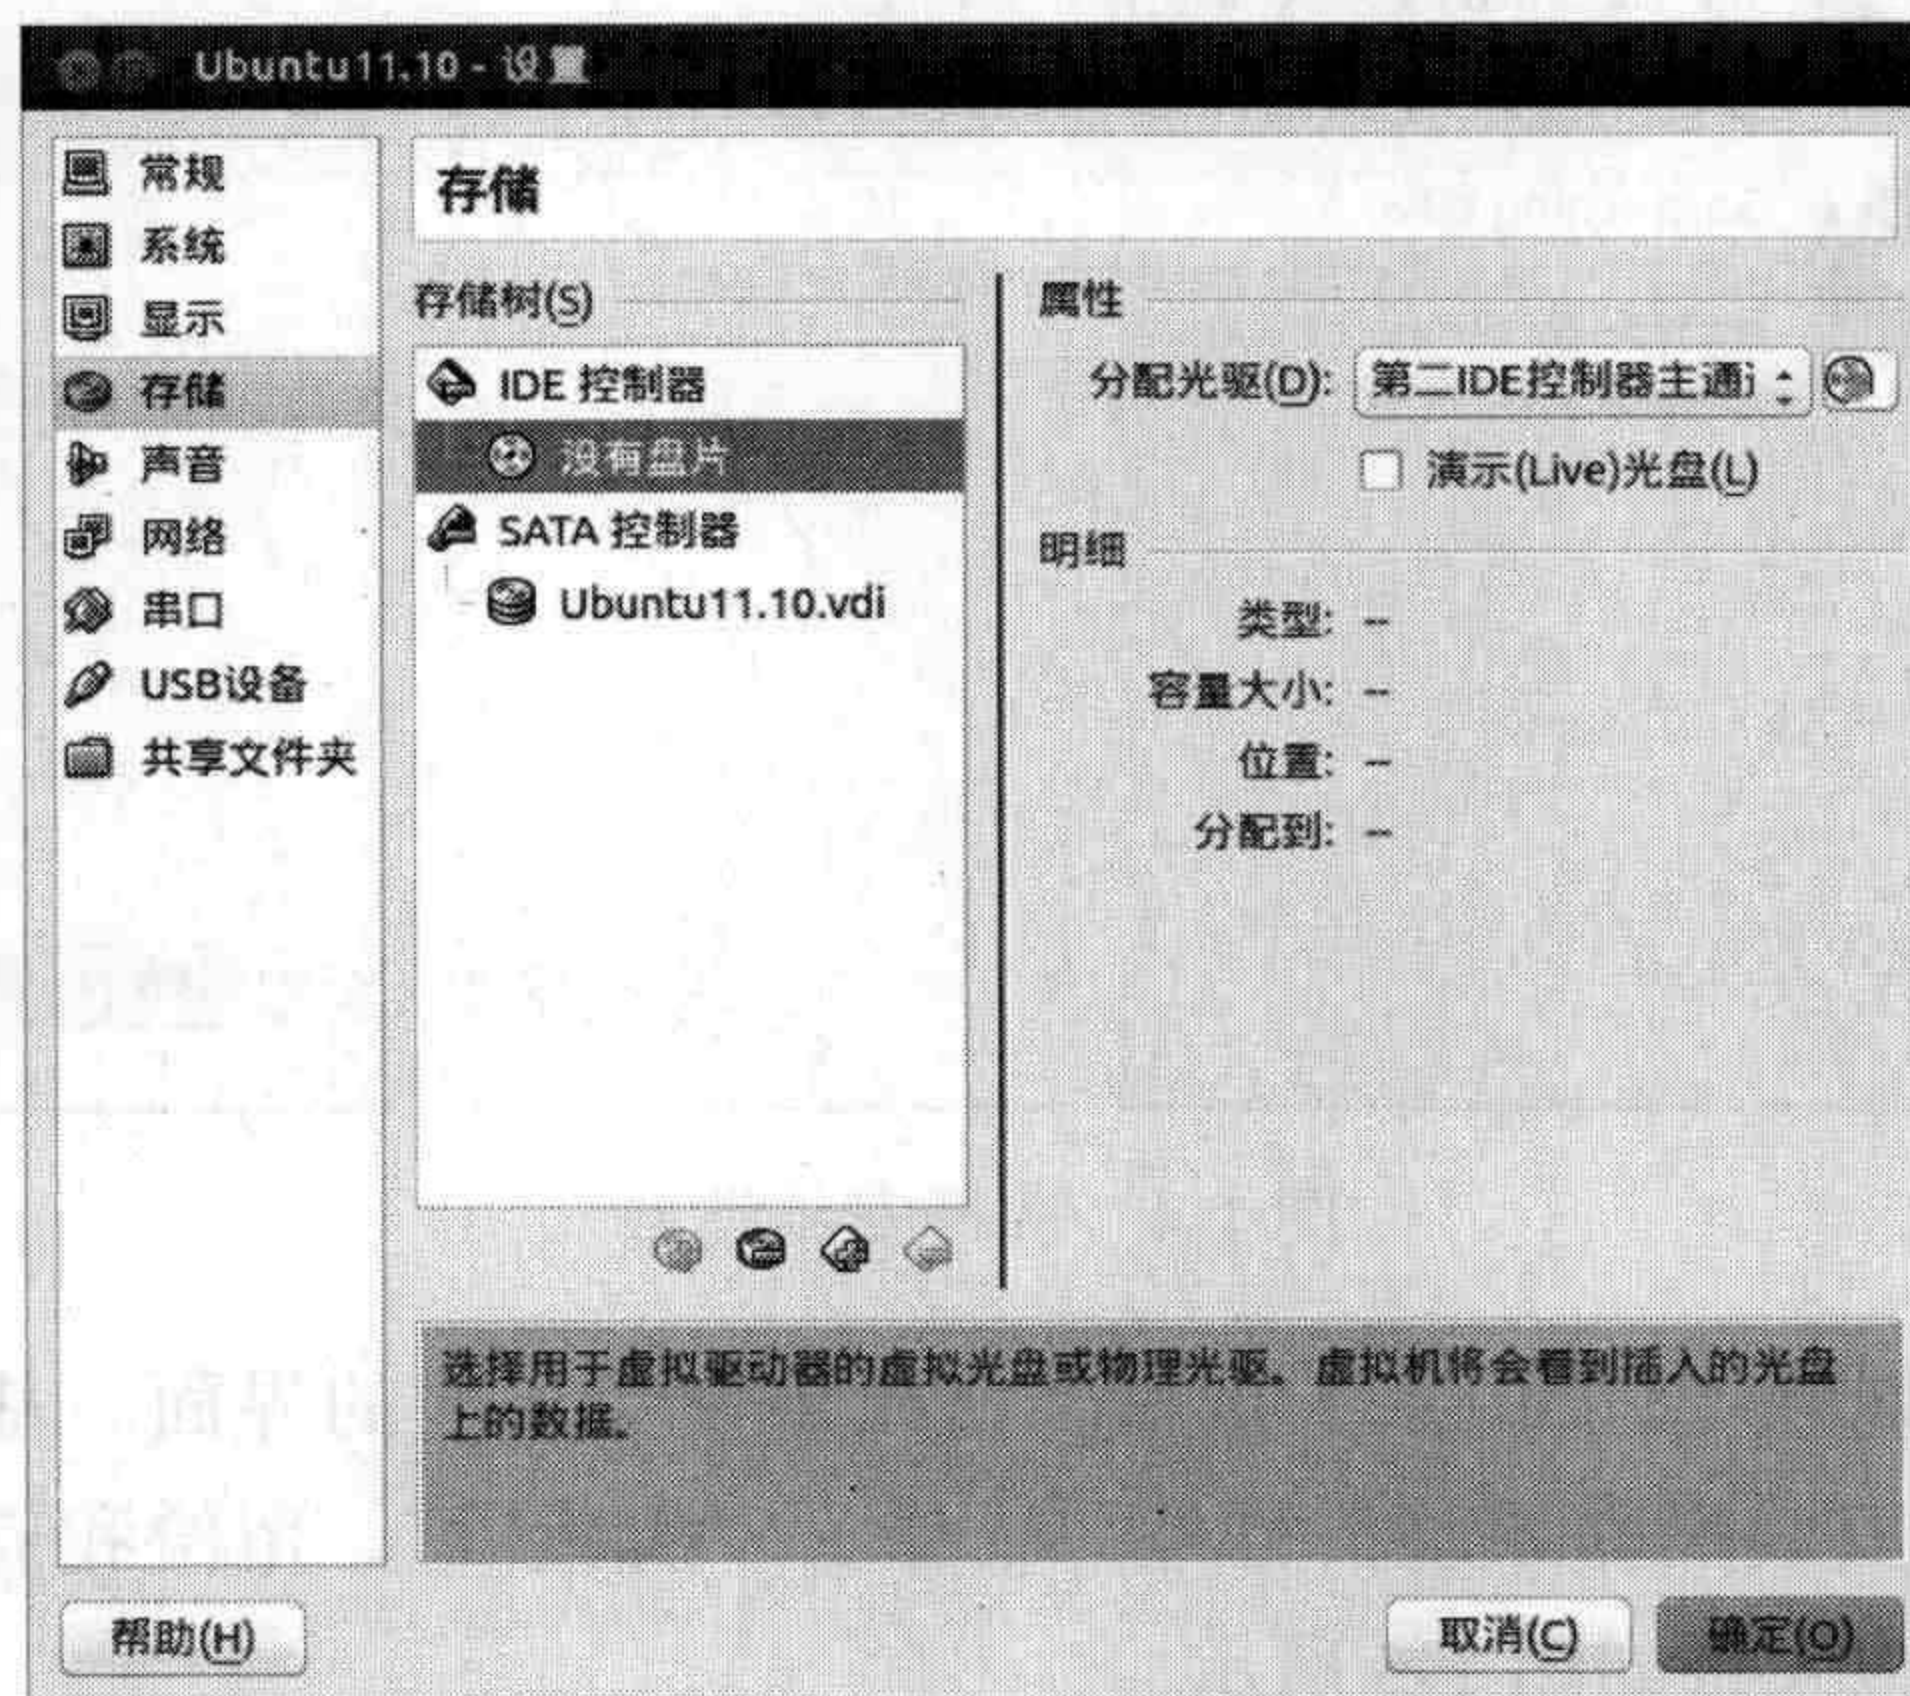 Ubuntu11.10 - 设置
常规
系统
显示
存储
声音
网络
串口
USB设备
共享文件夹
存储
存储树(S)
IDE 控制器
没有盘片
SATA 控制器
Ubuntu11.10.vdi
属性
分配光驱(D): 第二IDE控制器主通
演示(Live)光盘(L)
明细
类型: --
容量大小: --
位置: --
分配到: --
选择用于虚拟驱动器的虚拟光盘或物理光驱。虚拟机将会看到插入的光盘
上的数据。
帮助(H)
取消(C)
确定(O)